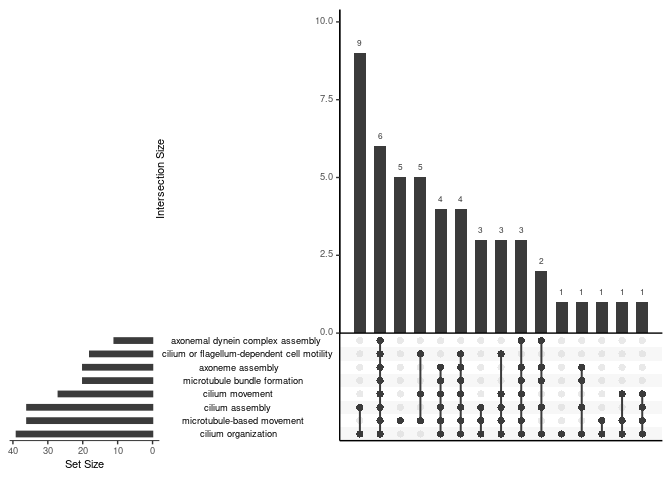 10.0
9
7.5
6
5
5
5.0
4
4
3
3
3
2.5
2
1
1
1
1
1
0.0
Intersection Size
axonemal dynein complex assembly
cilium or flagellum-dependent cell motility
axoneme assembly
microtubule bundle formation
cilium movement
cilium assembly
microtubule-based movement
cilium organization
40 30 20 10 0
Set Size